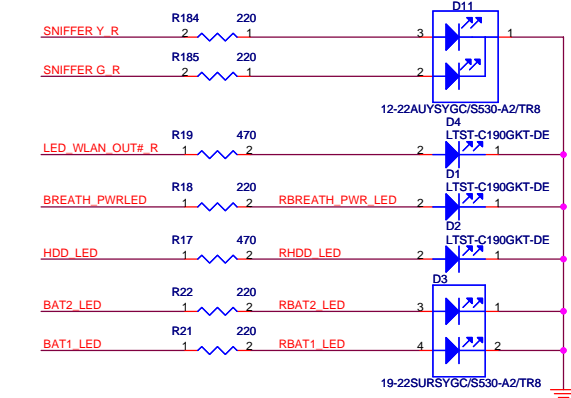 D11
R184 220
SNIFFER Y_R 2 1 3 1
R185 220
SNIFFER G_R 2 1 2
12-22AUYSYGC/S530-A2/TR8
D4
R19 470 LTST-C190GKT-DE
LED_WLAN_OUT#_R 1 2 2 1
D1
R18 220 LTST-C190GKT-DE
BREATH_PWRLED 1 2 RBREATH_PWR_LED 2 1
D2
R17 470 LTST-C190GKT-DE
HDD_LED 1 2 RHDD_LED 2 1
D3
R22 220
BAT2_LED 1 2 RBAT2_LED 3 1
R21 220
BAT1_LED 1 2 RBAT1_LED 4 2
19-22SURSYGC/S530-A2/TR8